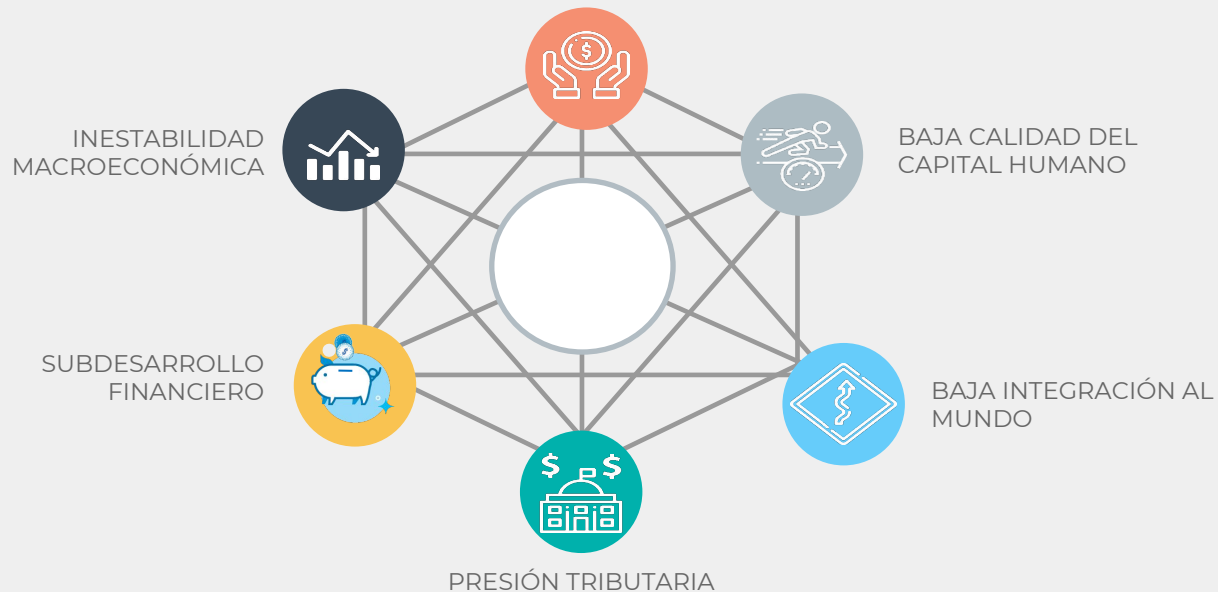 INESTABILIDAD
MACROECONÓMICA
BAJA CALIDAD DEL
CAPITAL HUMANO
SUBDESARROLLO
FINANCIERO
BAJA INTEGRACIÓN AL
MUNDO
$
$ $
PRESIÓN TRIBUTARIA